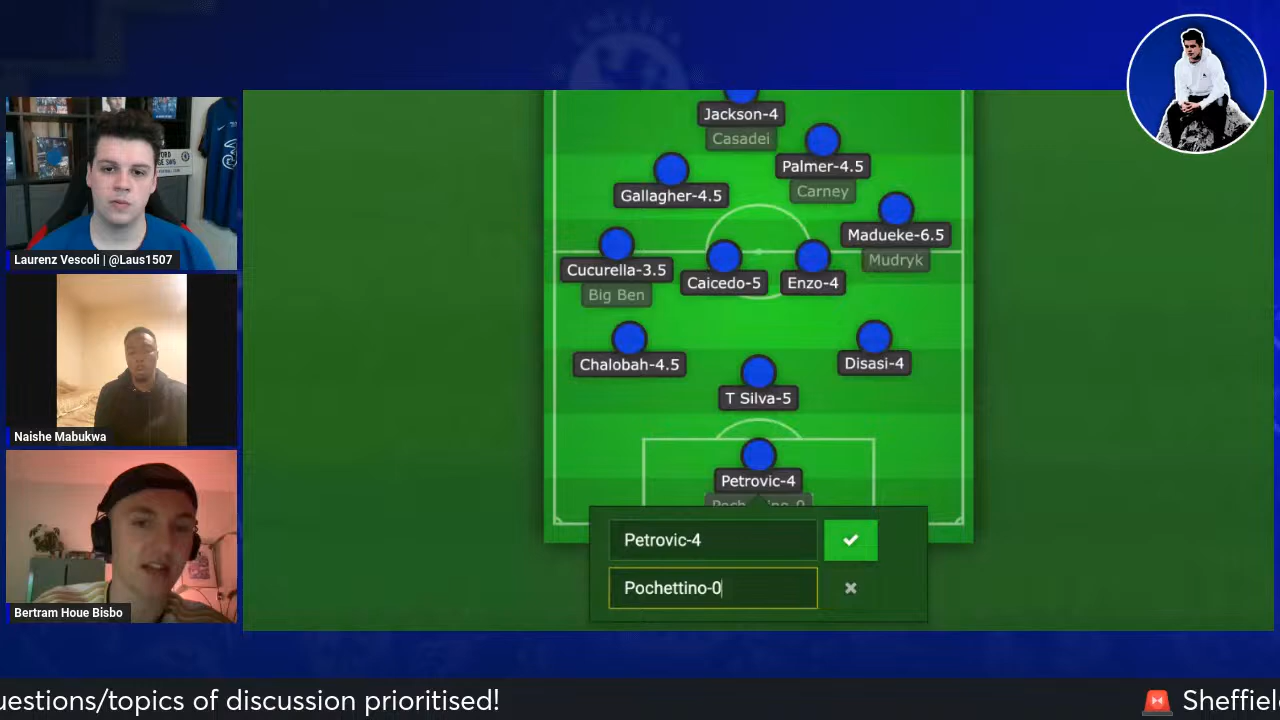 Jackson-4
Casadei
Palmer-4.5
Carney
Gallagher-4.5
Madueke-6.5
Mudryk
Cucurella-3.5
Big Ben
Caicedo-5
Enzo-4
Chalobah-4.5
Disasi-4
T Silva-5
Petrovic-4
Pochettino-0
Petrovic-4
Pochettino-0
Laurenz Vescoli | @Laus1507
Naishe Mabukwa
Bertram Houe Bisbo
uestions/topics of discussion prioritised!
🚨 Sheffiel